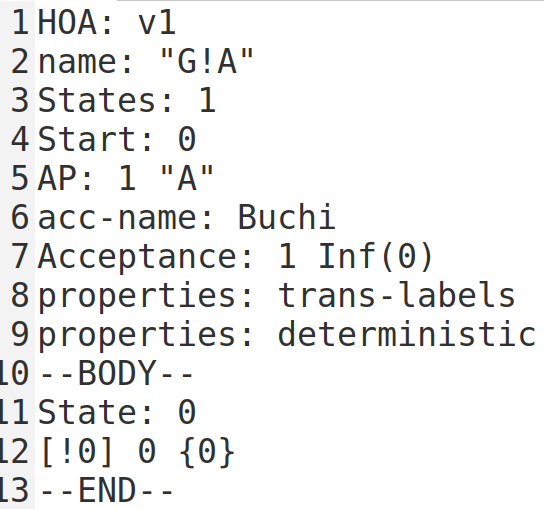 1 HOA: v1
2 name: "G!A"
3 States: 1
4 Start: 0
5 AP: 1 "A"
6 acc-name: Buchi
7 Acceptance: 1 Inf(0)
8 properties: trans-labels
9 properties: deterministic
10 --BODY--
11 State: 0
12 [!0] 0 {0}
13 --END--